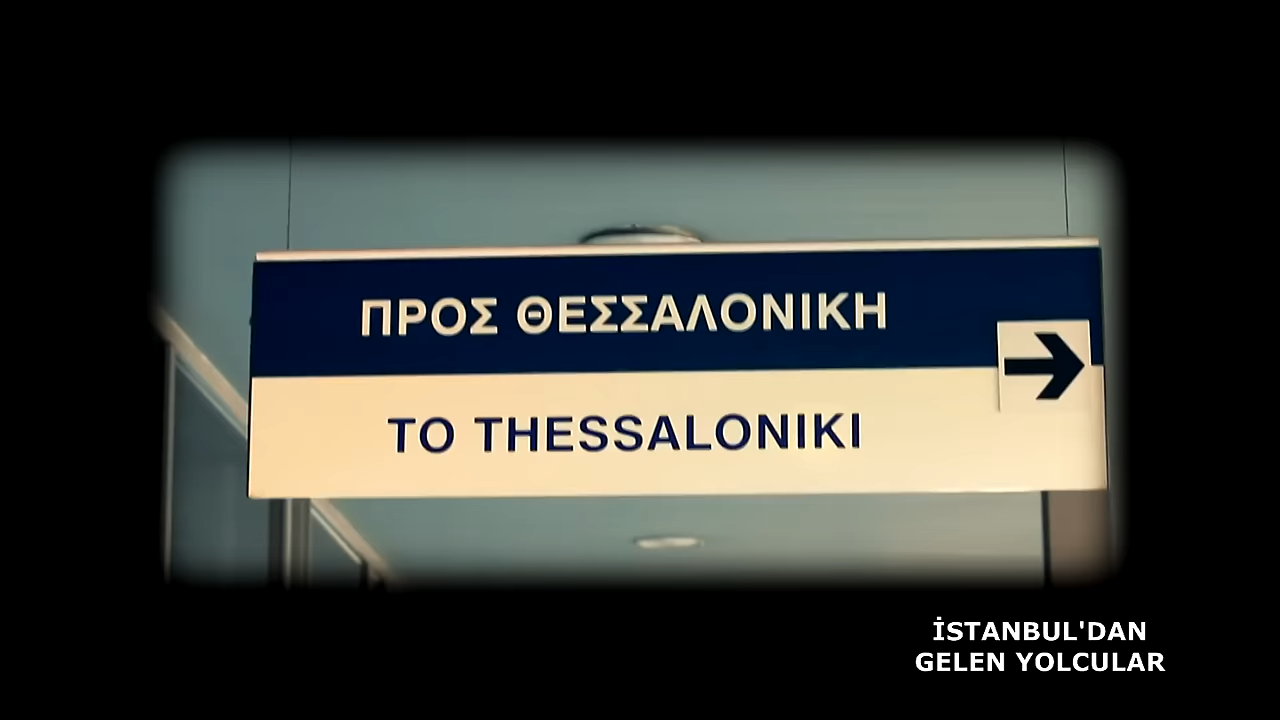 ΠΡΟΣ ΘΕΣΣΑΛΟΝΙΚΗ
TO THESSALONIKI
İSTANBUL'DAN
GELEN YOLCULAR